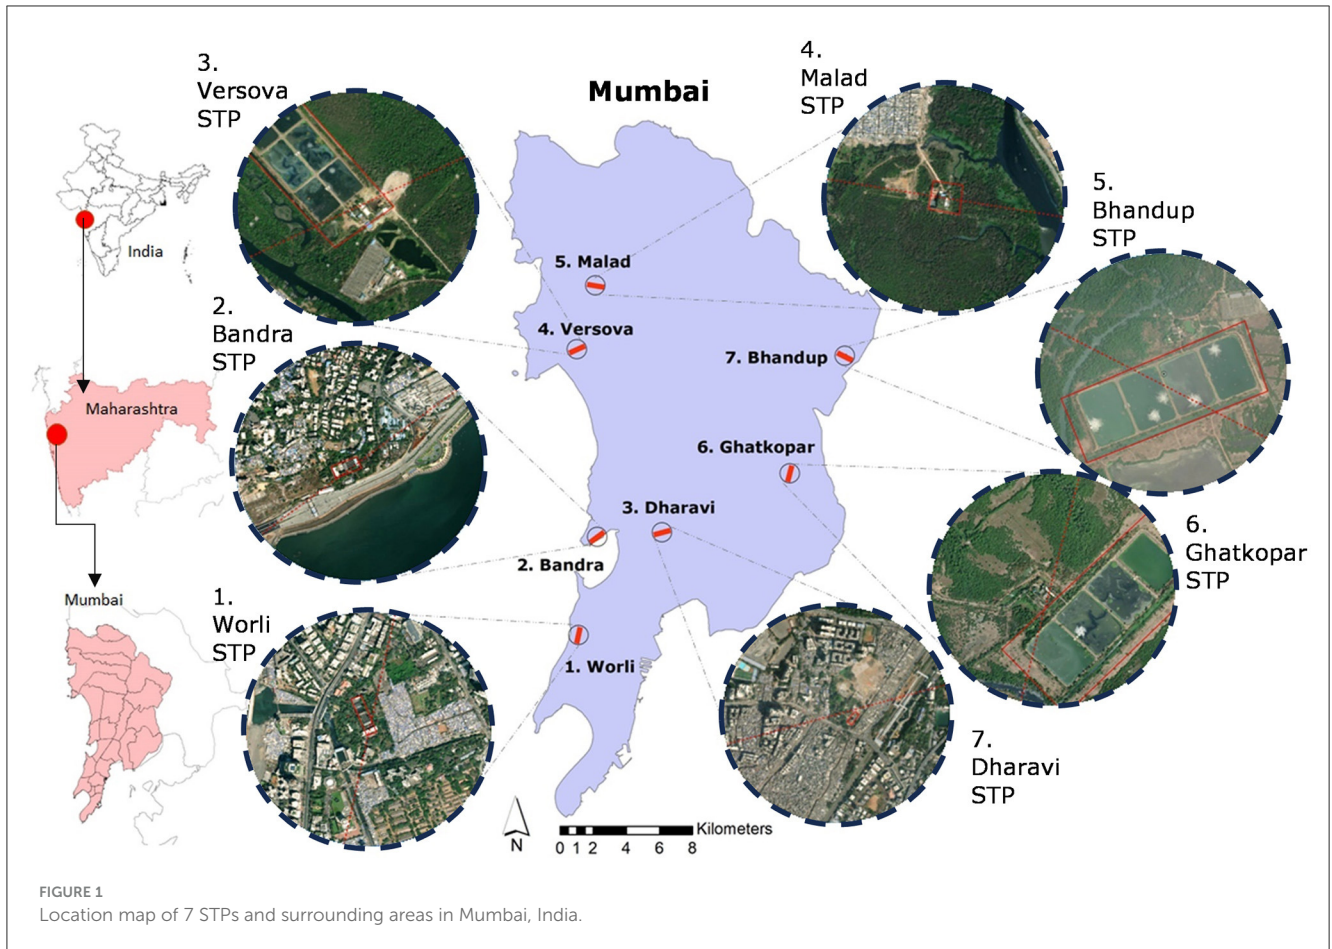 3.
Versova
STP
Mumbai
4.
Malad
STP
5.
Bhandup
STP
India
5. Malad
2.
Bandra
STP
4. Versova
7. Bhandup
Maharashtra
6. Ghatkopar
3. Dharavi
6.
Ghatkopar
STP
2. Bandra
Mumbai
1.
Worli
STP
1. Worli
7.
Dharavi
STP
N
Kilometers
0 1 2 4 6 8
FIGURE 1
Location map of 7 STPs and surrounding areas in Mumbai, India.